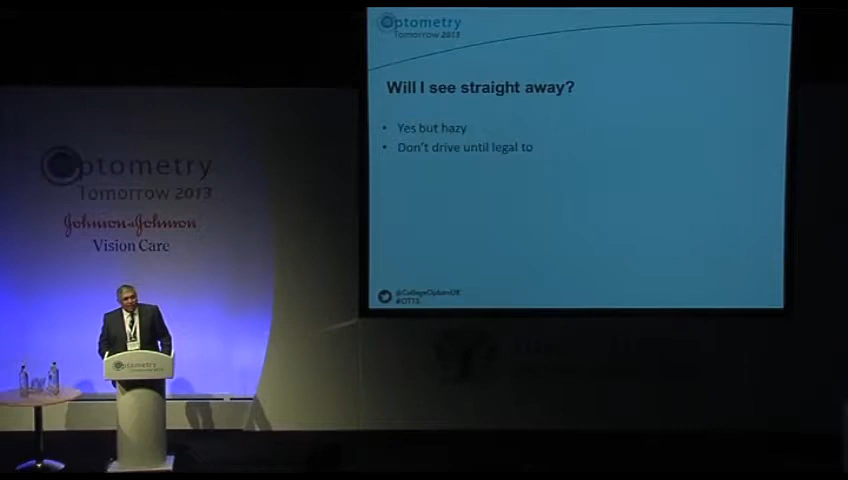 Optometry
Tomorrow 2013
Will I see straight away?
• Yes but hazy
• Don't drive until legal to
@CollegeOptomUK
#OT13
Optometry
Tomorrow 2013
Johnson & Johnson
Vision Care
Optometry